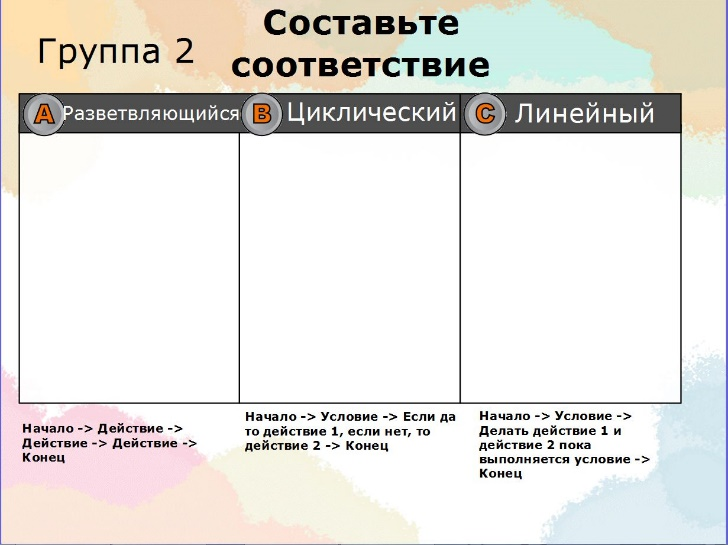 Составьте
соответствие
Группа 2
A Разветвляющийся
B Циклический
C Линейный
Начало -> Действие ->
Действие -> Действие ->
Конец
Начало -> Условие -> Если да
то действие 1, если нет, то
действие 2 -> Конец
Начало -> Условие ->
Делать действие 1 и
действие 2 пока
выполняется условие ->
Конец